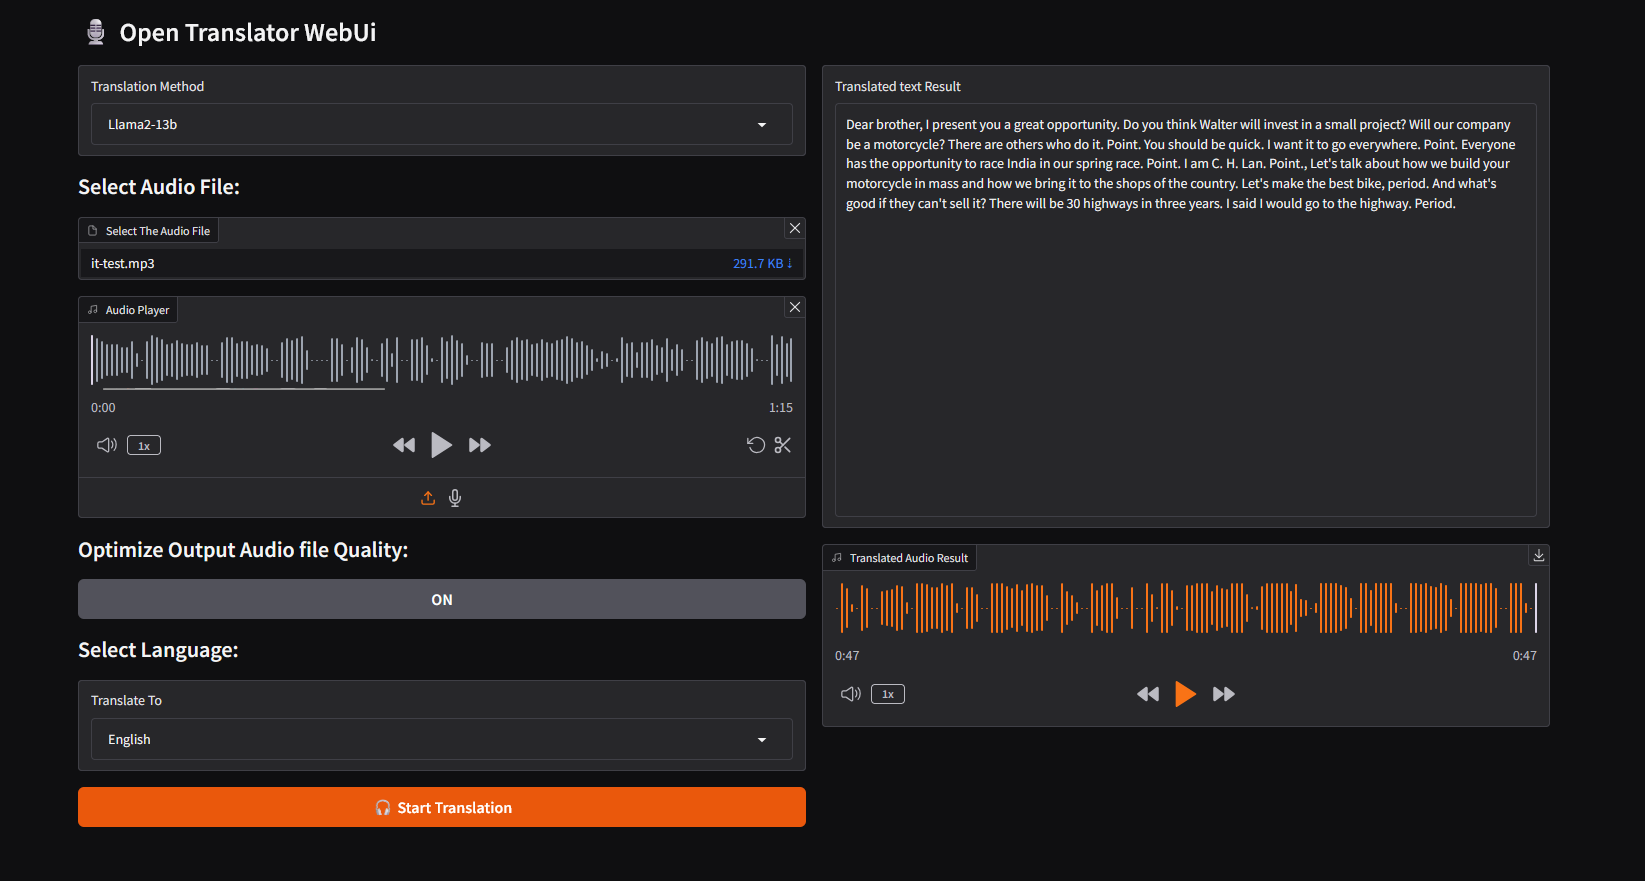 Open Translator WebUi
Translation Method
Llama2-13b
Select Audio File:
Select The Audio File
it-test.mp3
291.7 KB ↓
Audio Player
0:00
1:15
1x
Optimize Output Audio file Quality:
ON
Select Language:
Translate To
English
Start Translation
Translated text Result
Dear brother, I present you a great opportunity. Do you think Walter will invest in a small project? Will our company
be a motorcycle? There are others who do it. Point. You should be quick. I want it to go everywhere. Point. Everyone
has the opportunity to race India in our spring race. Point. I am C. H. Lan. Point., Let's talk about how we build your
motorcycle in mass and how we bring it to the shops of the country. Let's make the best bike, period. And what's
good if they can't sell it? There will be 30 highways in three years. I said I would go to the highway. Period.
Translated Audio Result
0:47
0:47
1x